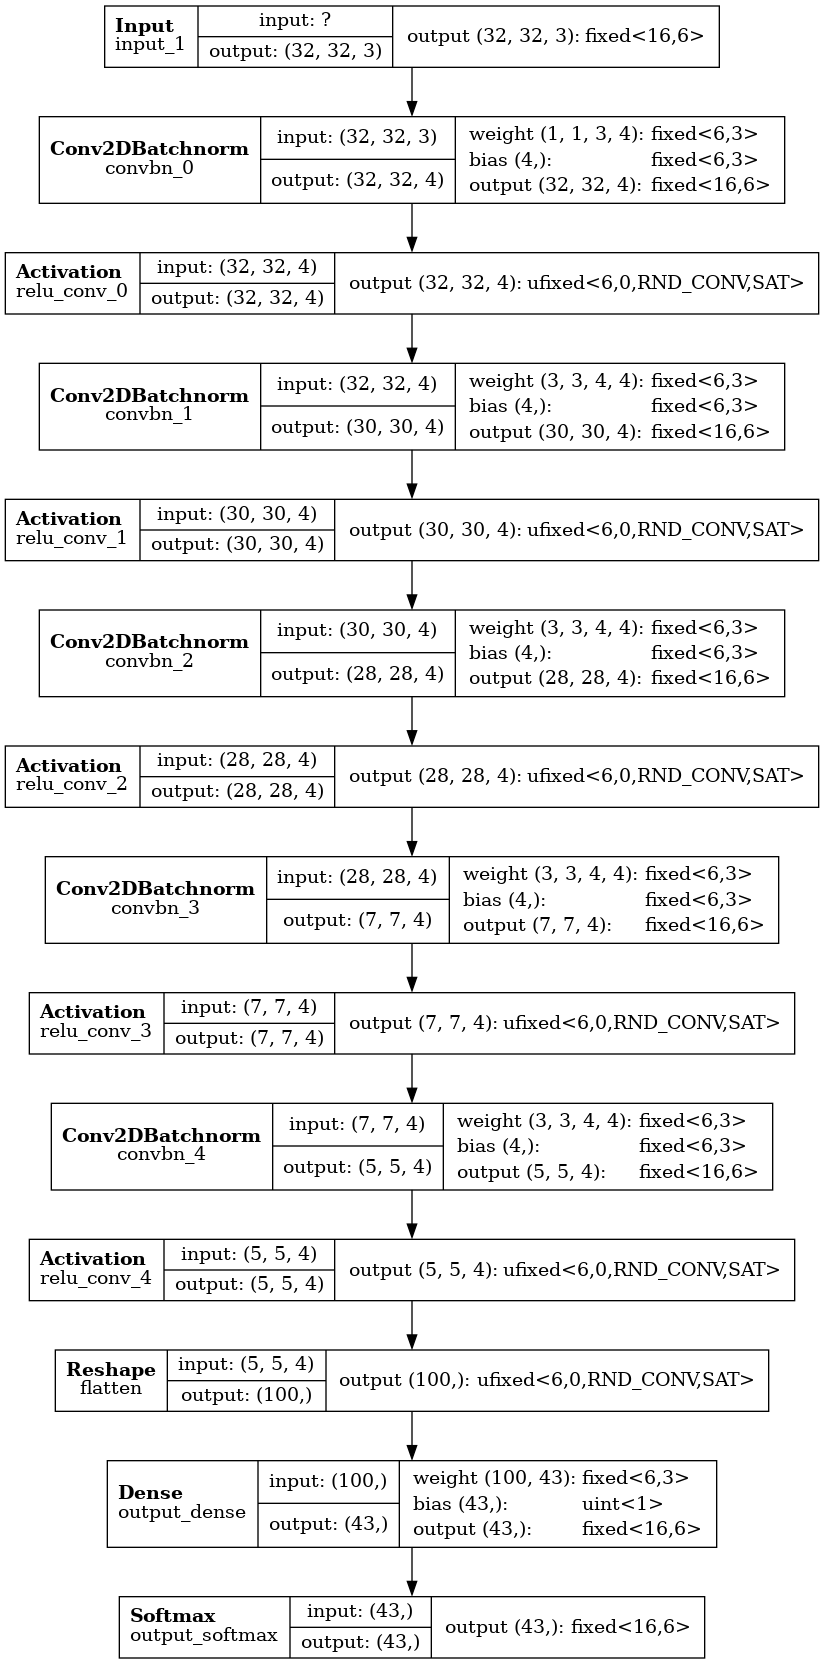 Input
input_1
input: ?
output: (32, 32, 3)
output (32, 32, 3): fixed<16,6>
Conv2DBatchnorm
convbn_0
input: (32, 32, 3)
output: (32, 32, 4)
weight (1, 1, 3, 4): fixed<6,3>
bias (4,): fixed<6,3>
output (32, 32, 4): fixed<16,6>
Activation
relu_conv_0
input: (32, 32, 4)
output: (32, 32, 4)
output (32, 32, 4): ufixed<6,0,RND_CONV,SAT>
Conv2DBatchnorm
convbn_1
input: (32, 32, 4)
output: (30, 30, 4)
weight (3, 3, 4, 4): fixed<6,3>
bias (4,): fixed<6,3>
output (30, 30, 4): fixed<16,6>
Activation
relu_conv_1
input: (30, 30, 4)
output: (30, 30, 4)
output (30, 30, 4): ufixed<6,0,RND_CONV,SAT>
Conv2DBatchnorm
convbn_2
input: (30, 30, 4)
output: (28, 28, 4)
weight (3, 3, 4, 4): fixed<6,3>
bias (4,): fixed<6,3>
output (28, 28, 4): fixed<16,6>
Activation
relu_conv_2
input: (28, 28, 4)
output: (28, 28, 4)
output (28, 28, 4): ufixed<6,0,RND_CONV,SAT>
Conv2DBatchnorm
convbn_3
input: (28, 28, 4)
output: (7, 7, 4)
weight (3, 3, 4, 4): fixed<6,3>
bias (4,): fixed<6,3>
output (7, 7, 4): fixed<16,6>
Activation
relu_conv_3
input: (7, 7, 4)
output: (7, 7, 4)
output (7, 7, 4): ufixed<6,0,RND_CONV,SAT>
Conv2DBatchnorm
convbn_4
input: (7, 7, 4)
output: (5, 5, 4)
weight (3, 3, 4, 4): fixed<6,3>
bias (4,): fixed<6,3>
output (5, 5, 4): fixed<16,6>
Activation
relu_conv_4
input: (5, 5, 4)
output: (5, 5, 4)
output (5, 5, 4): ufixed<6,0,RND_CONV,SAT>
Reshape
flatten
input: (5, 5, 4)
output: (100,)
output (100,): ufixed<6,0,RND_CONV,SAT>
Dense
output_dense
input: (100,)
output: (43,)
weight (100, 43): fixed<6,3>
bias (43,): uint<1>
output (43,): fixed<16,6>
Softmax
output_softmax
input: (43,)
output: (43,)
output (43,): fixed<16,6>